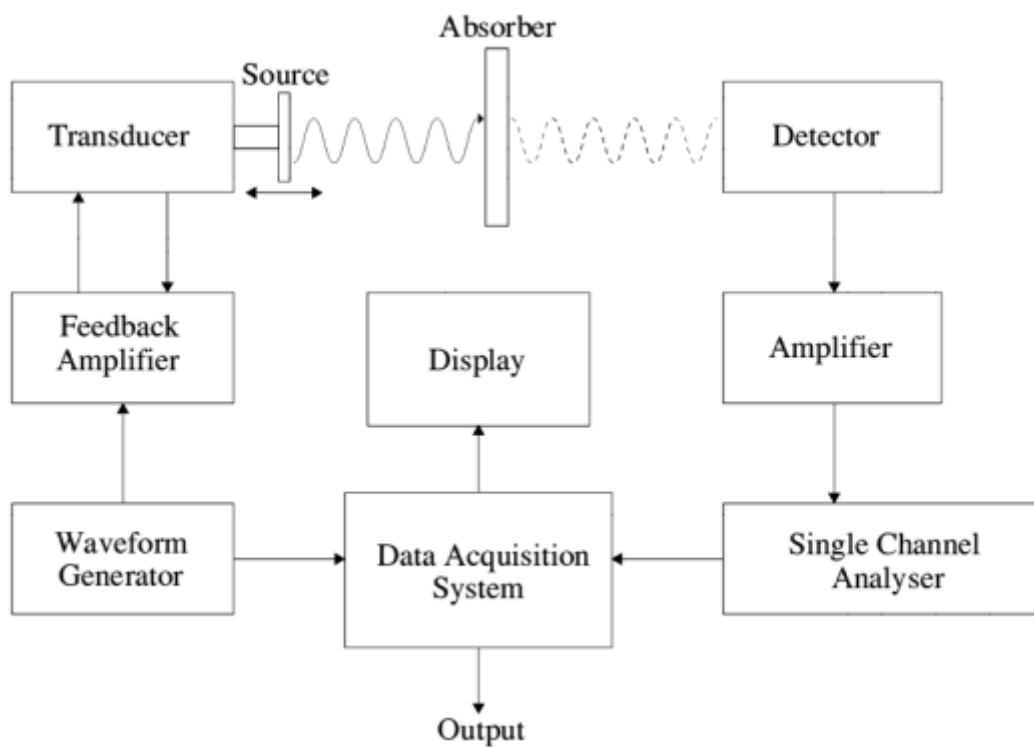 Absorber
Source
Transducer
Detector
Feedback
Amplifier
Display
Amplifier
Waveform
Generator
Data Acquisition
System
Single Channel
Analyser
Output